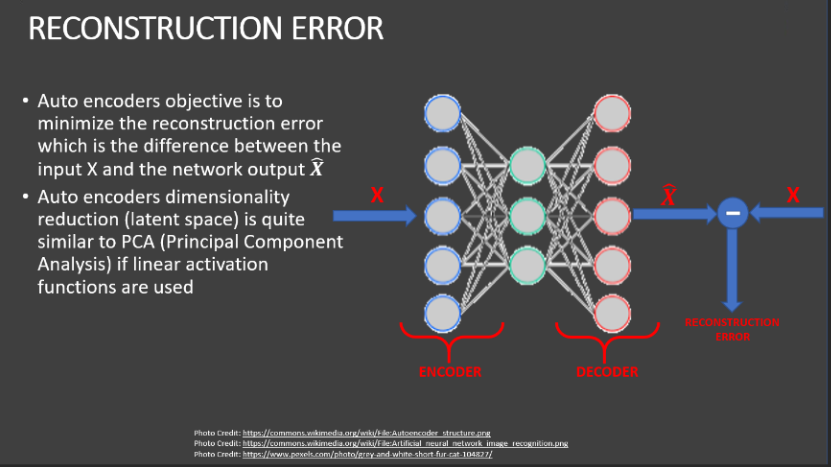 RECONSTRUCTION ERROR
• Auto encoders objective is to
minimize the reconstruction error
which is the difference between the
input X and the network output X̂
• Auto encoders dimensionality
reduction (latent space) is quite
similar to PCA (Principal Component
Analysis) if linear activation
functions are used
X
X̂
X
−
RECONSTRUCTION
ERROR
ENCODER
DECODER
Photo Credit: https://commons.wikimedia.org/wiki/File:Autoencoder_structure.png
Photo Credit: https://commons.wikimedia.org/wiki/File:Artificial_neural_network_image_recognition.png
Photo Credit: https://www.pexels.com/photo/grey-and-white-short-fur-cat-104827/